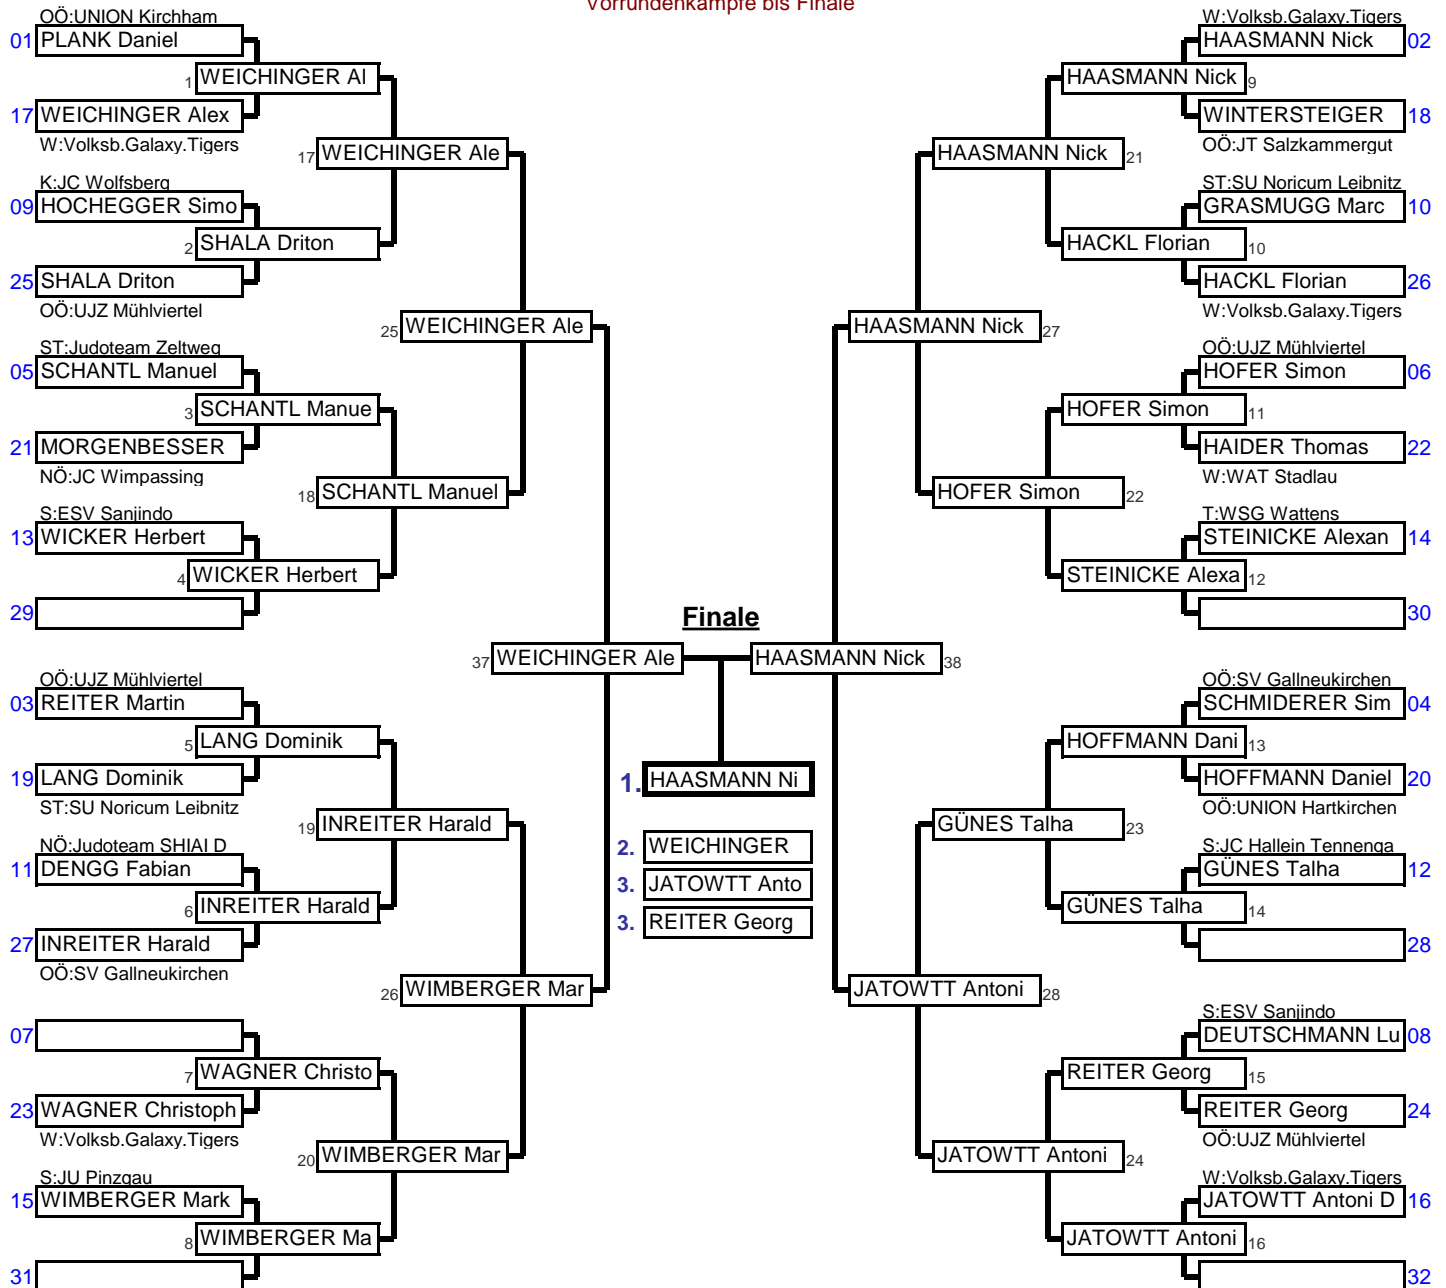 Vorrundenkämpfe bis Finale
OÖ:UNION Kirchham
01 PLANK Daniel
1 WEICHINGER Al
17 WEICHINGER Alex
W:Volksb.Galaxy.Tigers
17 WEICHINGER Ale
K:JC Wolfsberg
09 HOCHEGGER Simo
2 SHALA Driton
25 SHALA Driton
OÖ:UJZ Mühlviertel
25 WEICHINGER Ale
ST:Judoteam Zeltweg
05 SCHANTL Manuel
3 SCHANTL Manue
21 MORGENBESSER
NÖ:JC Wimpassing
18 SCHANTL Manuel
S:ESV Sanjindo
13 WICKER Herbert
4 WICKER Herbert
29
37 WEICHINGER Ale
OÖ:UJZ Mühlviertel
03 REITER Martin
5 LANG Dominik
19 LANG Dominik
ST:SU Noricum Leibnitz
19 INREITER Harald
NÖ:Judoteam SHIAI D
11 DENGG Fabian
6 INREITER Harald
27 INREITER Harald
OÖ:SV Gallneukirchen
26 WIMBERGER Mar
07
7 WAGNER Christo
23 WAGNER Christoph
W:Volksb.Galaxy.Tigers
20 WIMBERGER Mar
S:JU Pinzgau
15 WIMBERGER Mark
8 WIMBERGER Ma
31
Finale
1. HAASMANN Ni
2. WEICHINGER
3. JATOWTT Anto
3. REITER Georg
W:Volksb.Galaxy.Tigers
HAASMANN Nick 02
HAASMANN Nick 9
WINTERSTEIGER 18
OÖ:JT Salzkammergut
HAASMANN Nick 21
ST:SU Noricum Leibnitz
GRASMUGG Marc 10
HACKL Florian 10
HACKL Florian 26
W:Volksb.Galaxy.Tigers
HAASMANN Nick 27
OÖ:UJZ Mühlviertel
HOFER Simon 06
HOFER Simon 11
HAIDER Thomas 22
W:WAT Stadlau
HOFER Simon 22
T:WSG Wattens
STEINICKE Alexan 14
STEINICKE Alexa 12
30
HAASMANN Nick 38
OÖ:SV Gallneukirchen
SCHMIDERER Sim 04
HOFFMANN Dani 13
HOFFMANN Daniel 20
OÖ:UNION Hartkirchen
GÜNES Talha 23
S:JC Hallein Tennenga
GÜNES Talha 12
GÜNES Talha 14
28
JATOWTT Antoni 28
S:ESV Sanjindo
DEUTSCHMANN Lu 08
REITER Georg 15
REITER Georg 24
OÖ:UJZ Mühlviertel
JATOWTT Antoni 24
W:Volksb.Galaxy.Tigers
JATOWTT Antoni D 16
JATOWTT Antoni 16
32